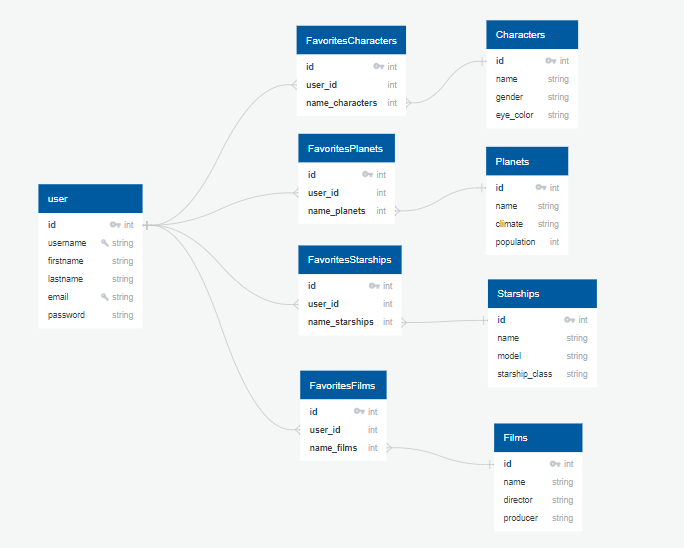 user
id int
username string
firstname string
lastname string
email string
password string
FavoritesCharacters
id int
user_id int
name_characters int
FavoritesPlanets
id int
user_id int
name_planets int
FavoritesStarships
id int
user_id int
name_starships int
FavoritesFilms
id int
user_id int
name_films int
Characters
id int
name string
gender string
eye_color string
Planets
id int
name string
climate string
population int
Starships
id int
name string
model string
starship_class string
Films
id int
name string
director string
producer string